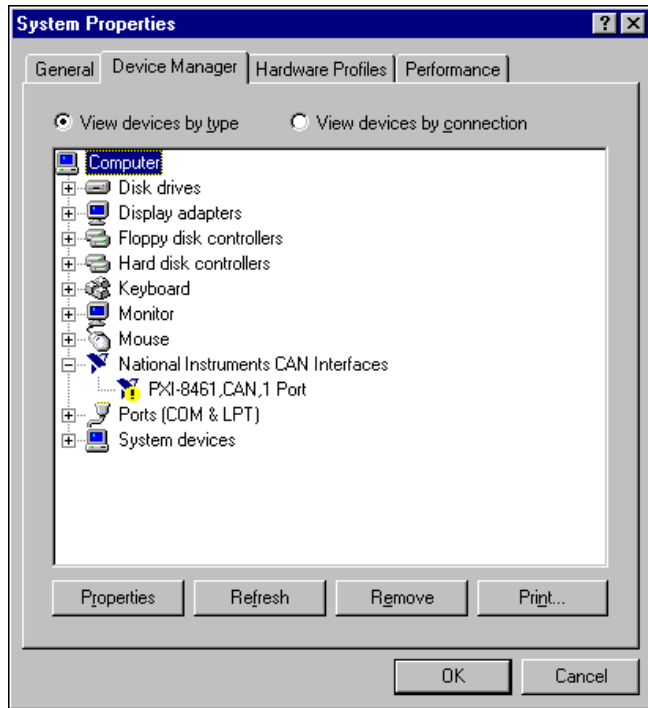 System Properties
General Device Manager Hardware Profiles Performance
View devices by type View devices by connection
Computer
Disk drives
Display adapters
Floppy disk controllers
Hard disk controllers
Keyboard
Monitor
Mouse
National Instruments CAN Interfaces
PXI-8461,CAN,1 Port
Ports (COM & LPT)
System devices
Properties Refresh Remove Print...
OK Cancel